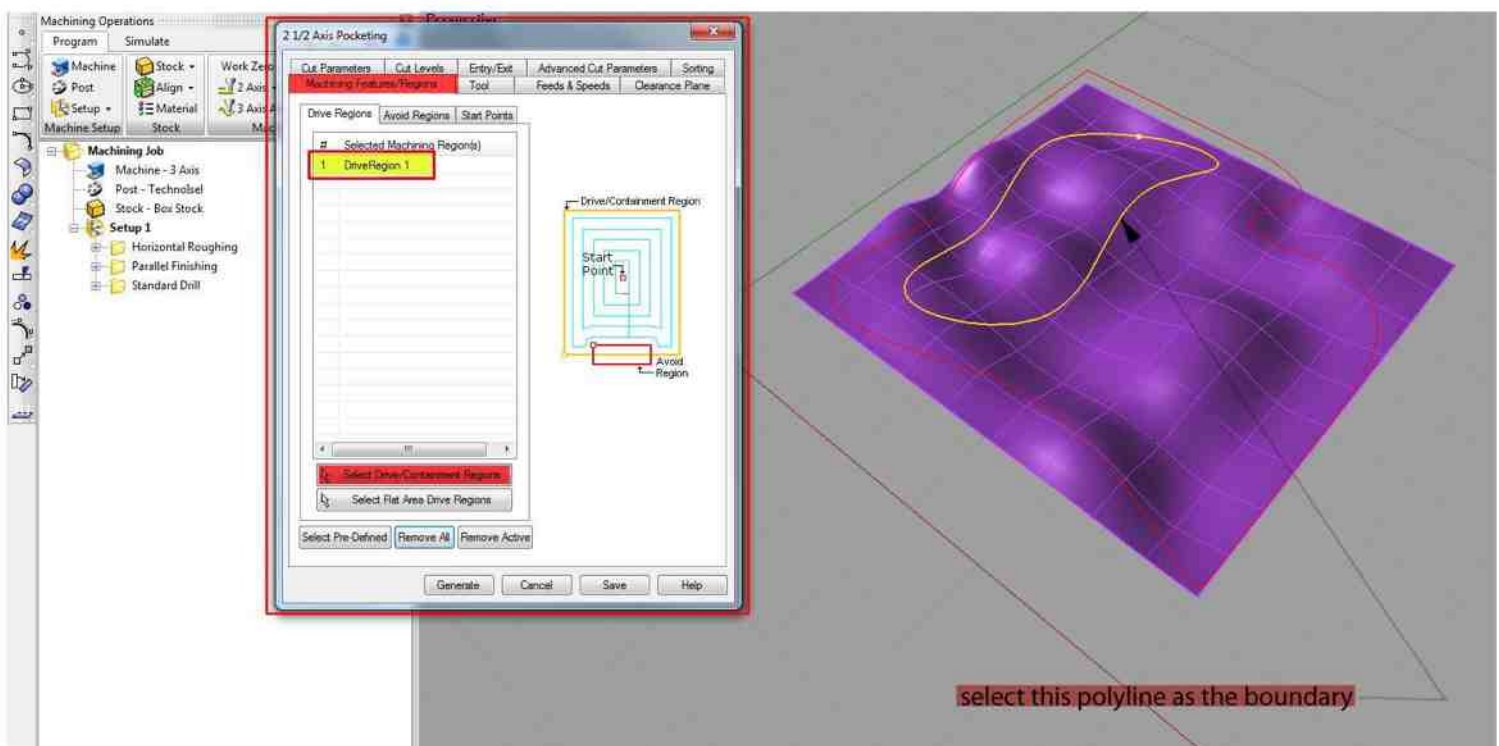 Machining Operations
Program Simulate
Machine Stock Work Zero
Post Align 2 Axis
Setup Material 3 Axis
Machine Setup Stock
Machining Job
Machine - 3 Axis
Stock - Box Stock
Setup 1
Horizontal Roughing
Parallel Finishing
Standard Drill
2 1/2 Axis Pocketing
Cut Parameters Cut Levels Entry/Exit Advanced Cut Parameters Sorting
Machining Features/Regions Tool Feeds & Speeds Clearance Plane
Drive Regions Avoid Regions Start Points
# Selected Machining Region(s)
1 DriveRegion 1
Select Drive/Containment Regions
Select Flat Area Drive Regions
Select Pre-Defined Remove All Remove Active
Generate Cancel Save Help
Drive/Containment Region
Start
Point
Avoid
Region
select this polyline as the boundary